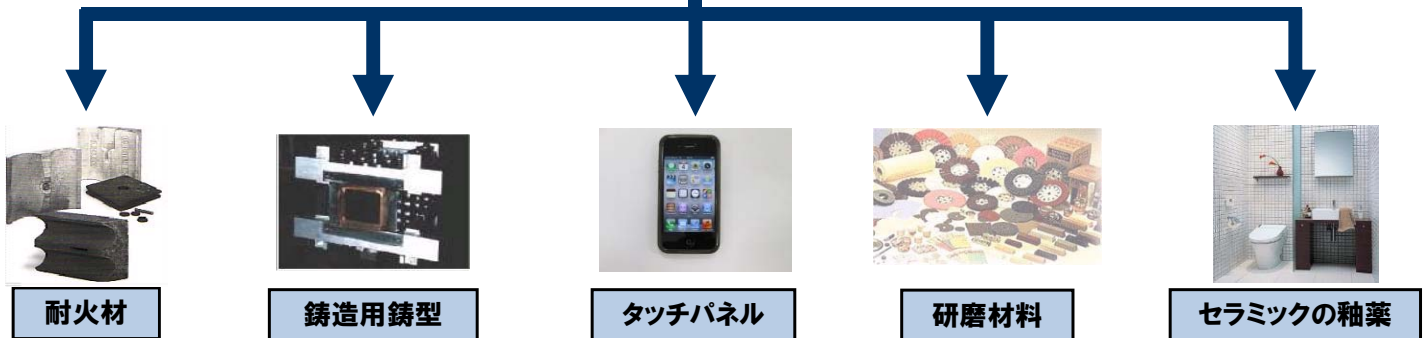 耐火材
鋳造用鋳型
タッチパネル
研磨材料
セラミックの釉薬